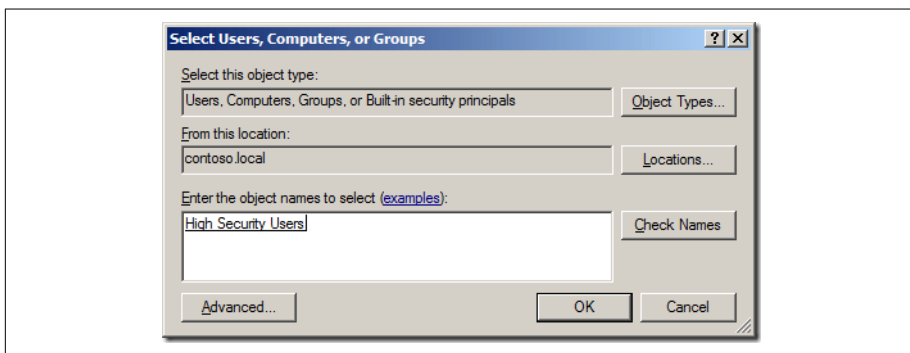 Select Users, Computers, or Groups
Select this object type:
Users, Computers, Groups, or Built-in security principals
Object Types...
From this location:
contoso.local
Locations...
Enter the object names to select (examples):
High Security Users
Check Names
Advanced...
OK
Cancel